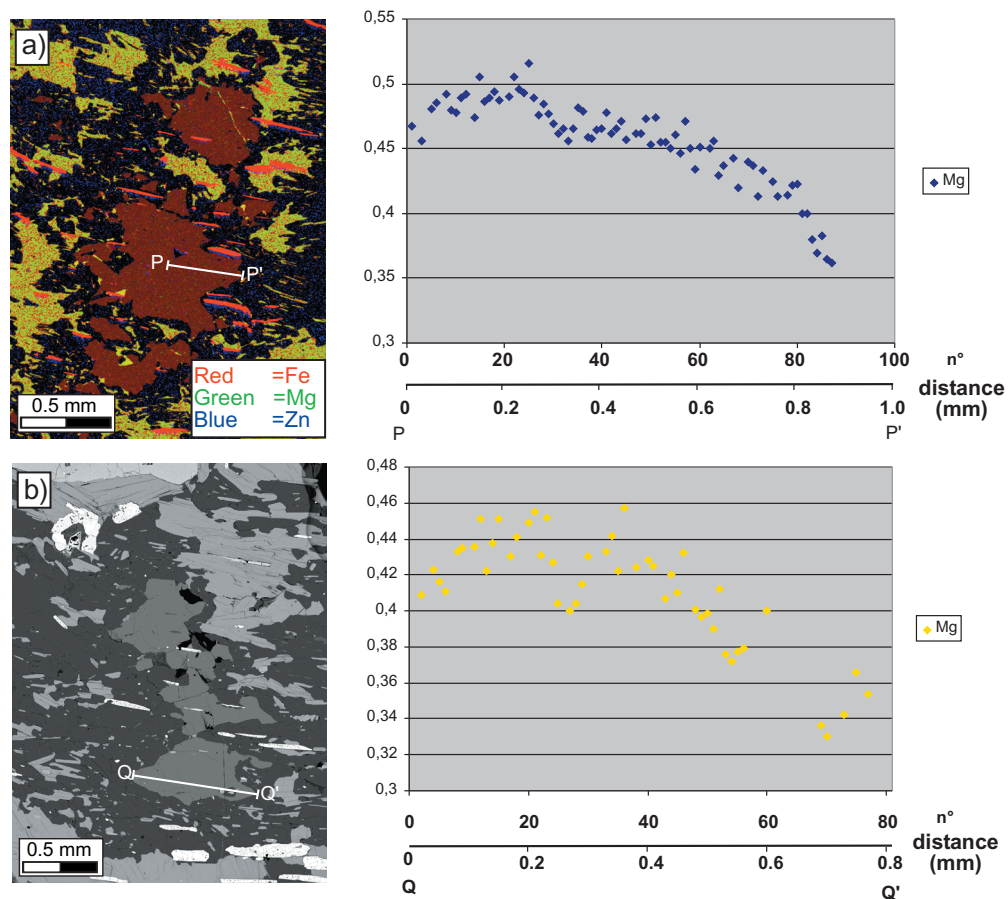 a)
P
P'
Red =Fe
Green =Mg
Blue =Zn
0.5 mm
0,55
0,5
0,45
0,4
0,35
0,3
0 20 40 60 80 100
n°
Mg
distance
(mm)
0 0.2 0.4 0.6 0.8 1.0
P P'
b)
Q
Q'
0.5 mm
0,48
0,46
0,44
0,42
0,4
0,38
0,36
0,34
0,32
0,3
0 20 40 60 80
n°
Mg
distance
(mm)
0 0.2 0.4 0.6 0.8
Q Q'